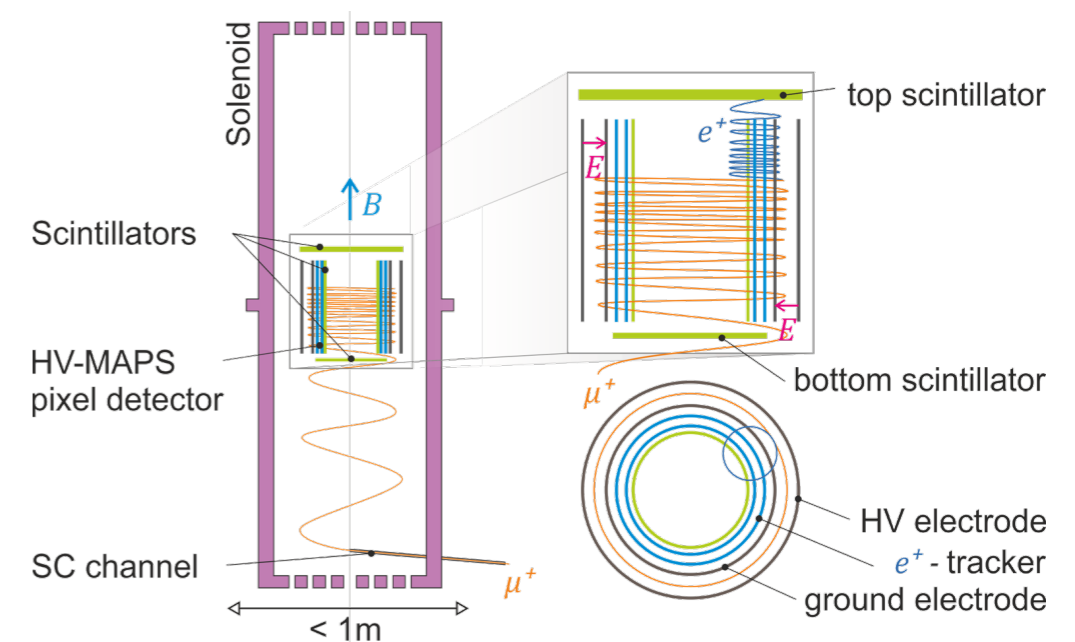 Solenoid
B
Scintillators
HV-MAPS
pixel detector
SC channel
μ⁺
< 1m
top scintillator
e⁺
E
E
μ⁺
bottom scintillator
HV electrode
e⁺ - tracker
ground electrode